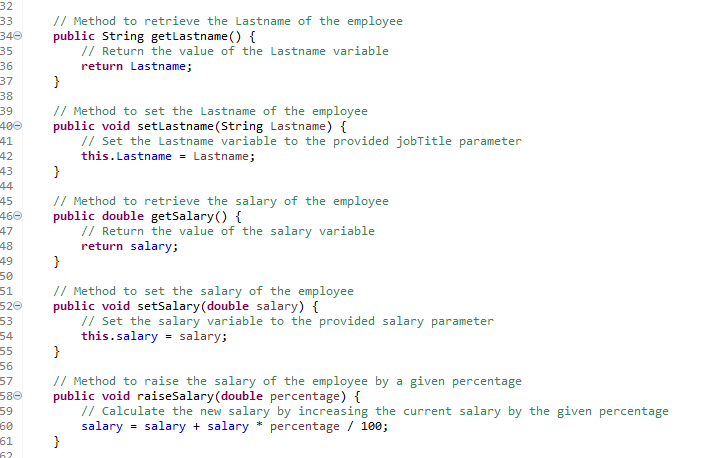 32
33 // Method to retrieve the Lastname of the employee
34 public String getLastname() {
35 // Return the value of the Lastname variable
36 return Lastname;
37 }
38
39 // Method to set the Lastname of the employee
40 public void setLastname(String Lastname) {
41 // Set the Lastname variable to the provided jobTitle parameter
42 this.Lastname = Lastname;
43 }
44
45 // Method to retrieve the salary of the employee
46 public double getSalary() {
47 // Return the value of the salary variable
48 return salary;
49 }
50
51 // Method to set the salary of the employee
52 public void setSalary(double salary) {
53 // Set the salary variable to the provided salary parameter
54 this.salary = salary;
55 }
56
57 // Method to raise the salary of the employee by a given percentage
58 public void raiseSalary(double percentage) {
59 // Calculate the new salary by increasing the current salary by the given percentage
60 salary = salary + salary * percentage / 100;
61 }
62